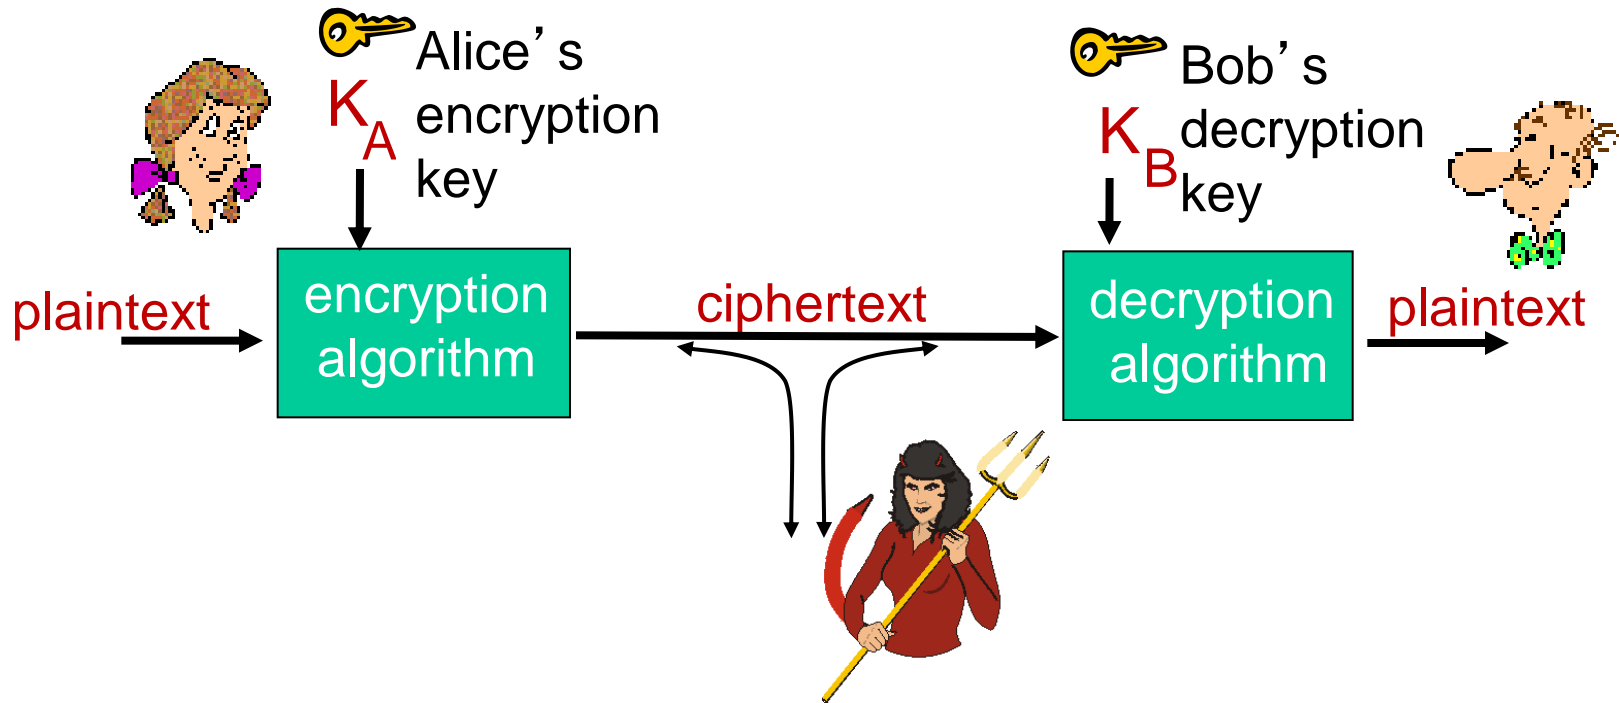 Alice’s
encryption
key
K
A
Bob’s
decryption
key
K
B
plaintext
encryption
algorithm
ciphertext
decryption
algorithm
plaintext